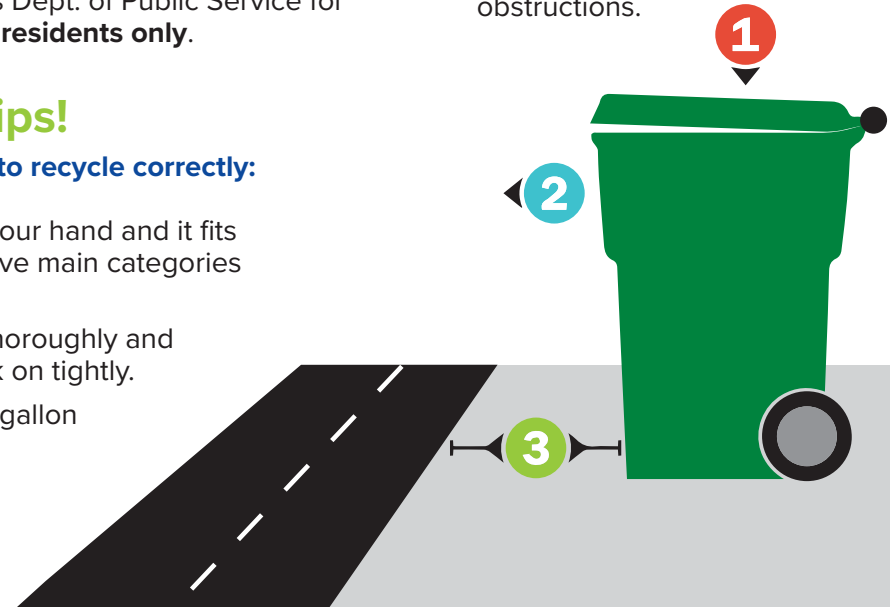 s Dept. of Public Service for
residents only.
ips!
to recycle correctly:
our hand and it fits
ve main categories
horoughly and
k on tightly.
gallon
obstructions.
1
2
3